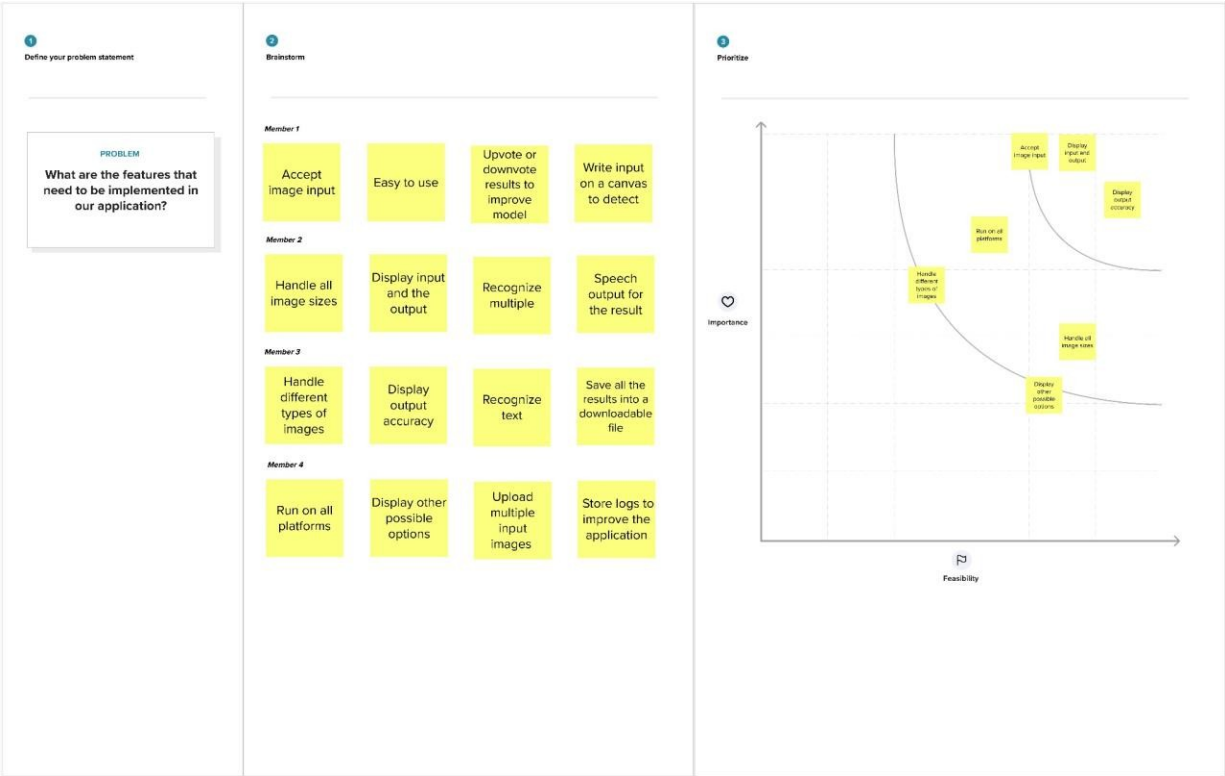 1
Define your problem statement
PROBLEM
What are the features that
need to be implemented in
our application?
2
Brainstorm
Member 1
Accept
image input
Easy to use
Upvote or
downvote
results to
improve
model
Write input
on a canvas
to detect
Member 2
Handle all
image sizes
Display input
and the
output
Recognize
multiple
Speech
output for
the result
Member 3
Handle
different
types of
images
Display
output
accuracy
Recognize
text
Save all the
results into a
downloadable
file
Member 4
Run on all
platforms
Display other
possible
options
Upload
multiple
input
images
Store logs to
improve the
application
3
Prioritize
Accept
image input
Display
input and
output
Display
output
accuracy
Run on all
platforms
Handle
different
types of
images
Importance
Handle all
image sizes
Display
other
possible
options
Feasibility